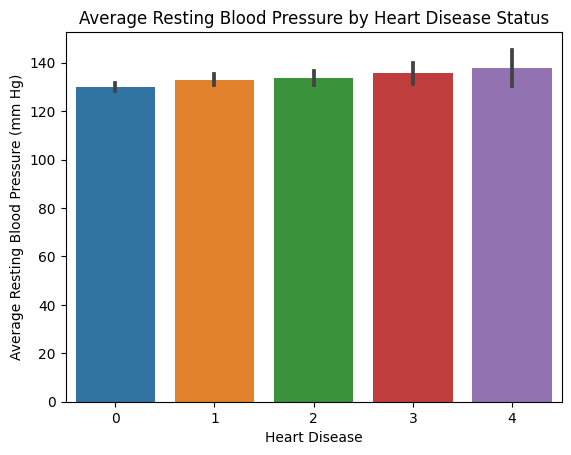 Average Resting Blood Pressure by Heart Disease Status
Average Resting Blood Pressure (mm Hg)
140
120
100
80
60
40
20
0
0 1 2 3 4
Heart Disease